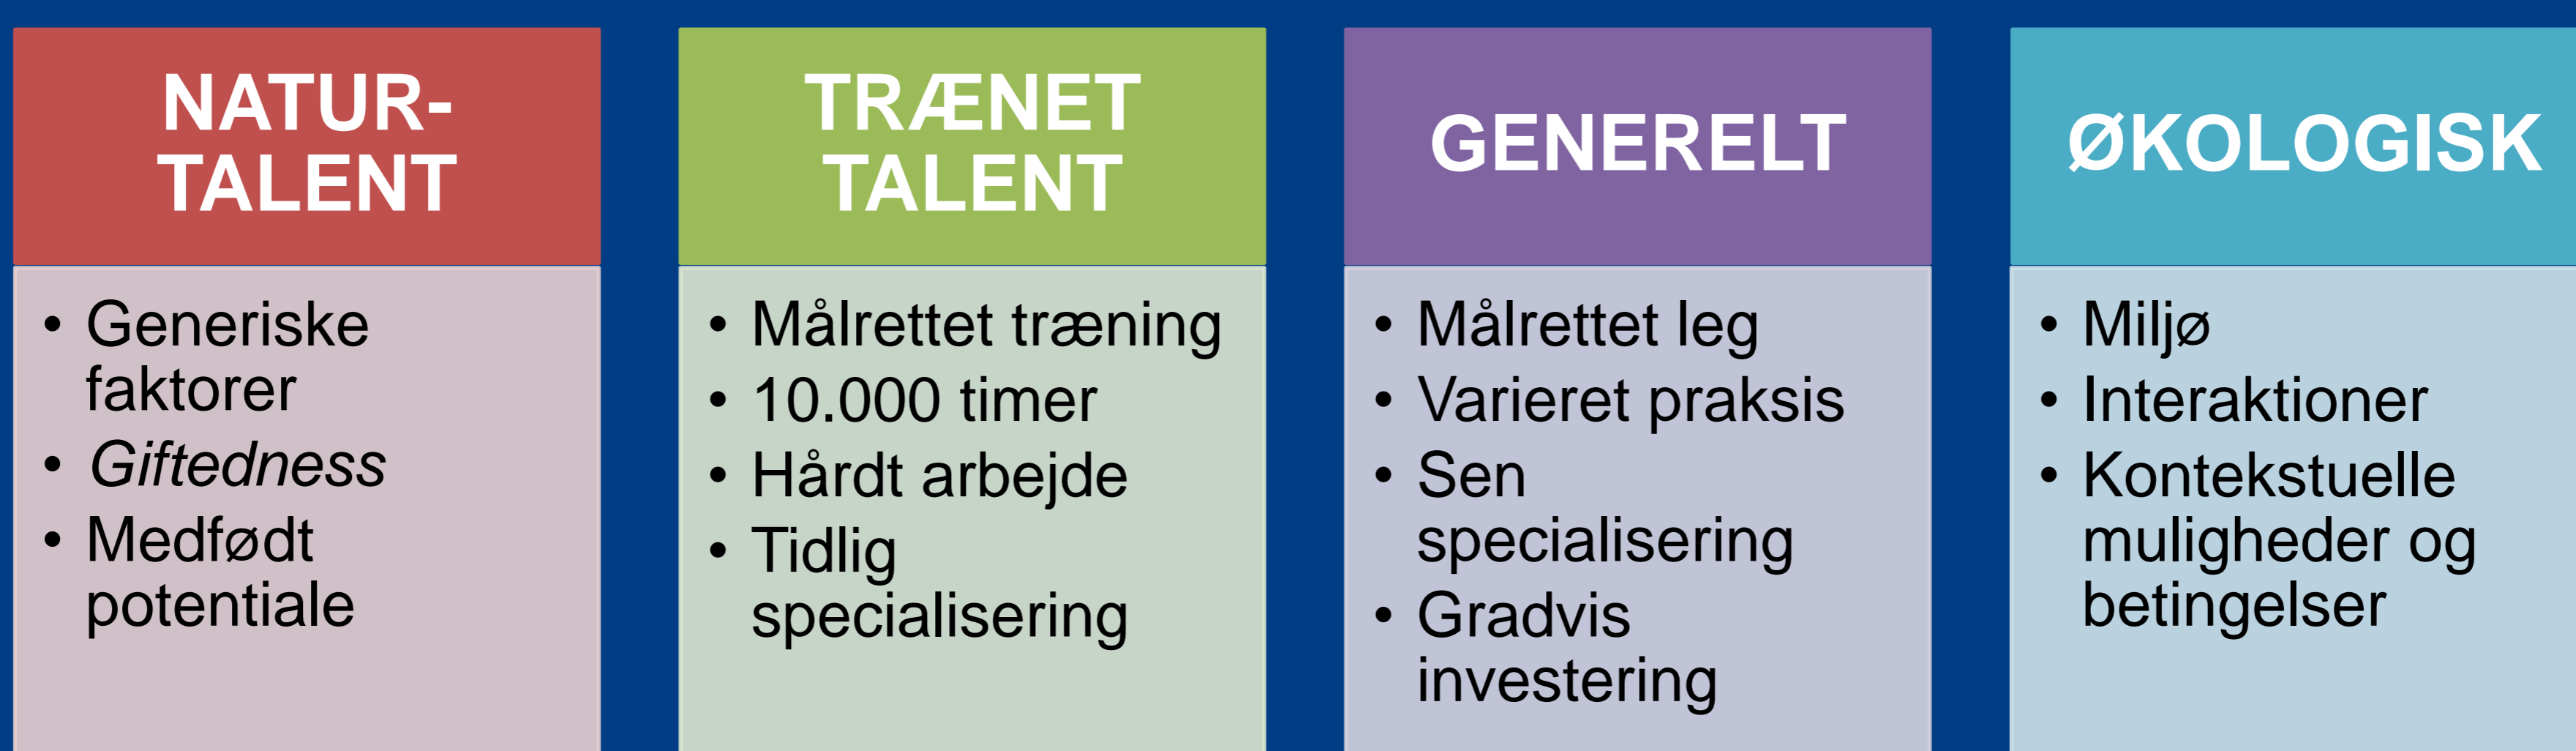 NATUR-
TALENT
• Generiske
faktorer
• Giftedness
• Medfødt
potentiale
TRÆNET
TALENT
• Målrettet træning
• 10.000 timer
• Hårdt arbejde
• Tidlig
specialisering
GENERELT
• Målrettet leg
• Varieret praksis
• Sen
specialisering
• Gradvis
investering
ØKOLOGISK
• Miljø
• Interaktioner
• Kontekstuelle
muligheder og
betingelser